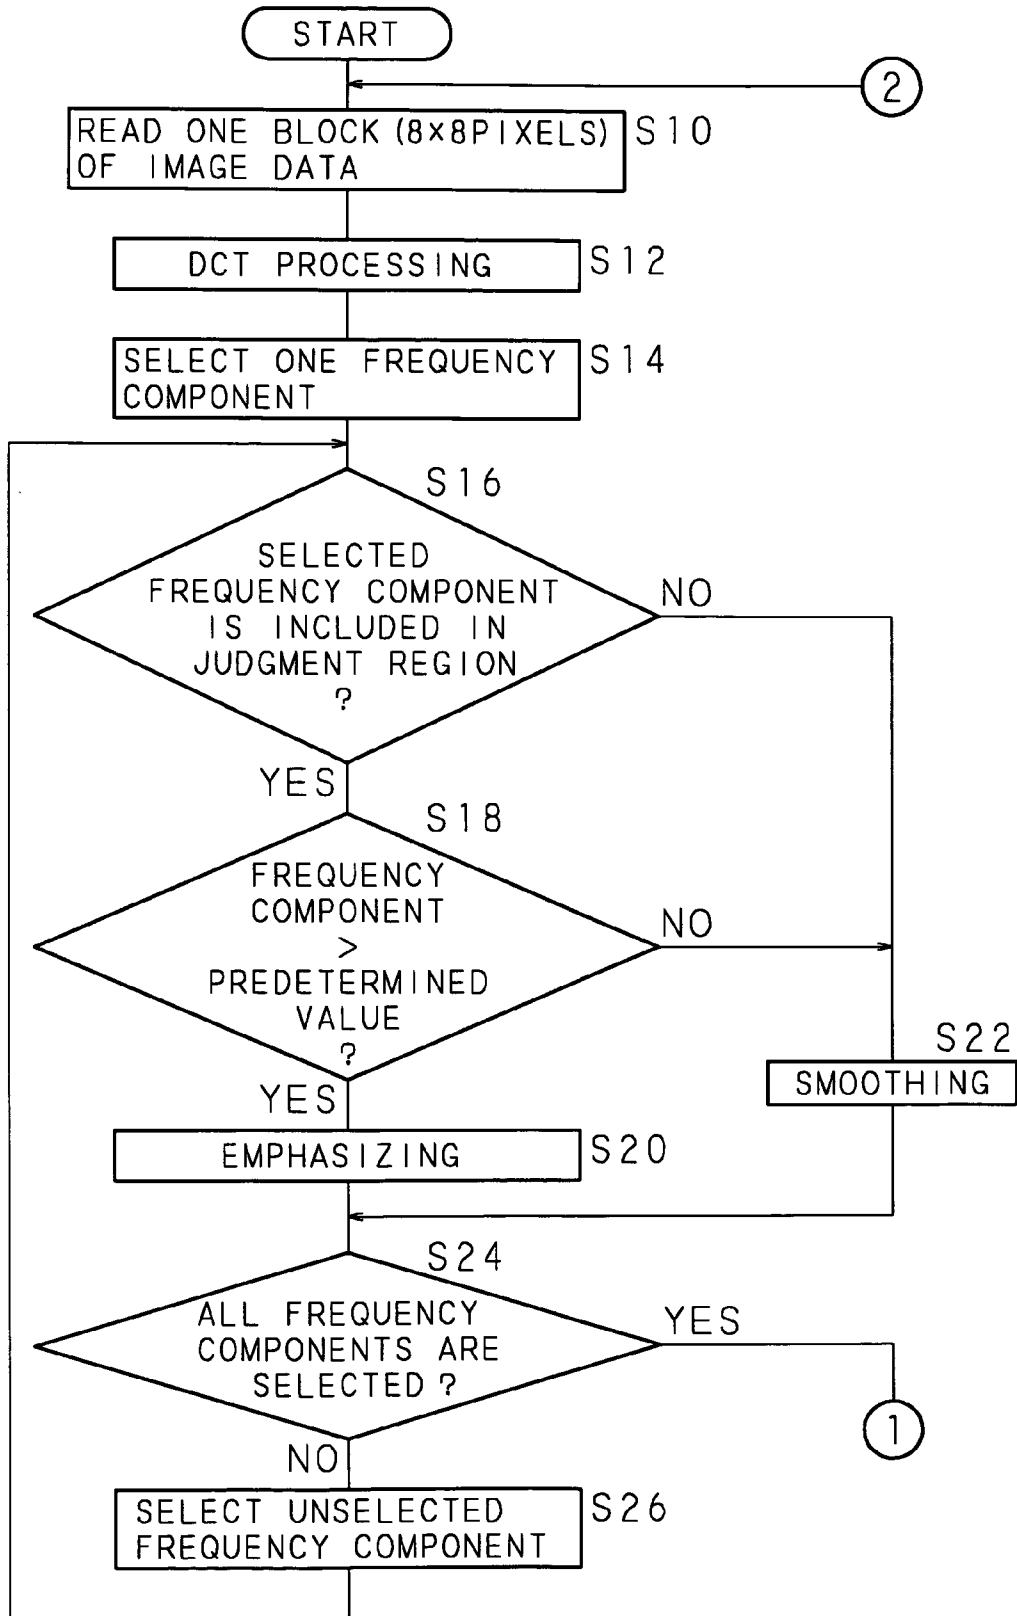 START
2
READ ONE BLOCK (8×8PIXELS)
OF IMAGE DATA
S10
DCT PROCESSING
S12
SELECT ONE FREQUENCY
COMPONENT
S14
S16
SELECTED
FREQUENCY COMPONENT
IS INCLUDED IN
JUDGMENT REGION
?
NO
YES
S18
FREQUENCY
COMPONENT
>
PREDETERMINED
VALUE
?
NO
S22
SMOOTHING
YES
EMPHASIZING
S20
S24
ALL FREQUENCY
COMPONENTS ARE
SELECTED ?
YES
1
NO
SELECT UNSELECTED
FREQUENCY COMPONENT
S26